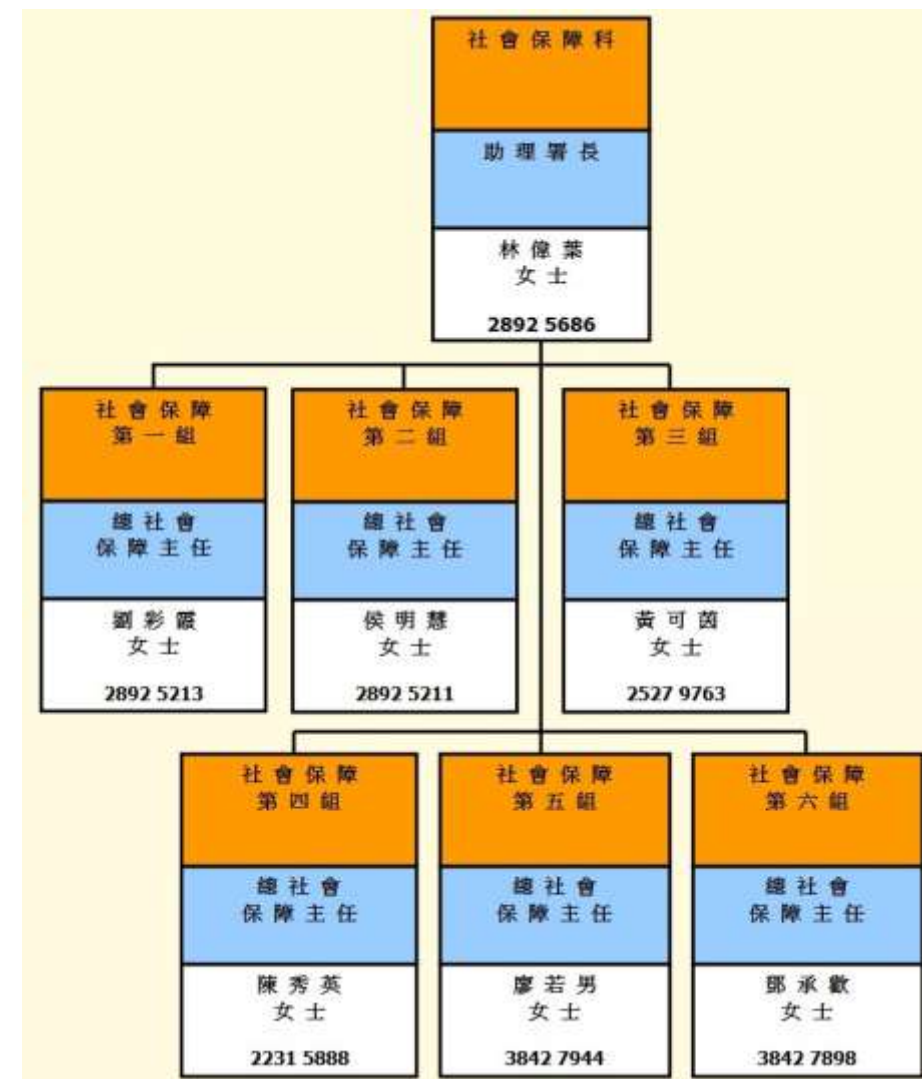 社會保障科
助理署長
林偉葉
女士
2892 5686
社會保障
第一組
總社會
保障主任
劉彩霞
女士
2892 5213
社會保障
第二組
總社會
保障主任
侯明慧
女士
2892 5211
社會保障
第三組
總社會
保障主任
黃可茵
女士
2527 9763
社會保障
第四組
總社會
保障主任
陳秀英
女士
2231 5888
社會保障
第五組
總社會
保障主任
廖若男
女士
3842 7944
社會保障
第六組
總社會
保障主任
鄧承歡
女士
3842 7898